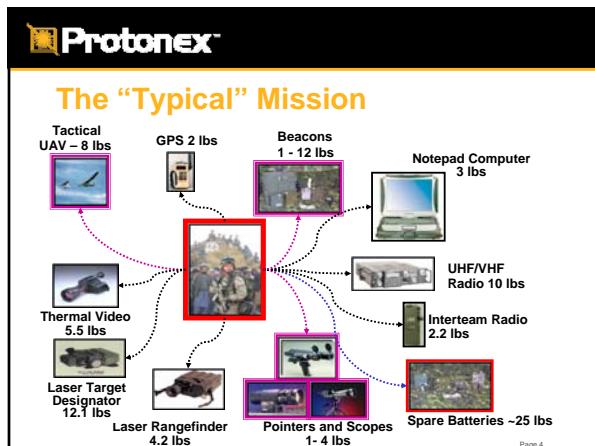 Protonex
The "Typical" Mission
Tactical
UAV – 8 lbs
GPS 2 lbs
Beacons
1 - 12 lbs
Notepad Computer
3 lbs
UHF/VHF
Radio 10 lbs
Thermal Video
5.5 lbs
Interteam Radio
2.2 lbs
Laser Target
Designator
12.1 lbs
Laser Rangefinder
4.2 lbs
Pointers and Scopes
1- 4 lbs
Spare Batteries ~25 lbs
Page 4